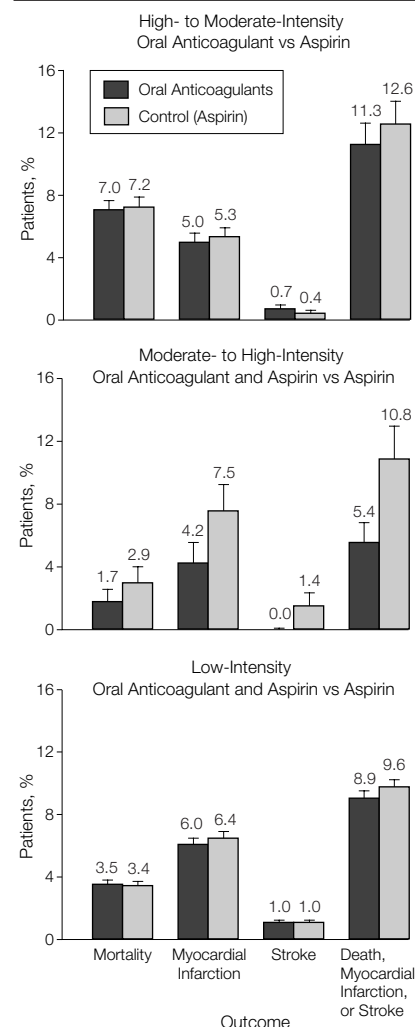 High- to Moderate-Intensity
Oral Anticoagulant vs Aspirin
16
12
8
4
0
Patients, %
Oral Anticoagulants
Control (Aspirin)
7.0 7.2
5.0 5.3
0.7 0.4
11.3 12.6
Moderate- to High-Intensity
Oral Anticoagulant and Aspirin vs Aspirin
16
12
8
4
0
Patients, %
1.7 2.9
4.2 7.5
0.0 1.4
5.4 10.8
Low-Intensity
Oral Anticoagulant and Aspirin vs Aspirin
16
12
8
4
0
Patients, %
3.5 3.4
6.0 6.4
1.0 1.0
8.9 9.6
Mortality
Myocardial
Infarction
Stroke
Death,
Myocardial
Infarction,
or Stroke
Outcome